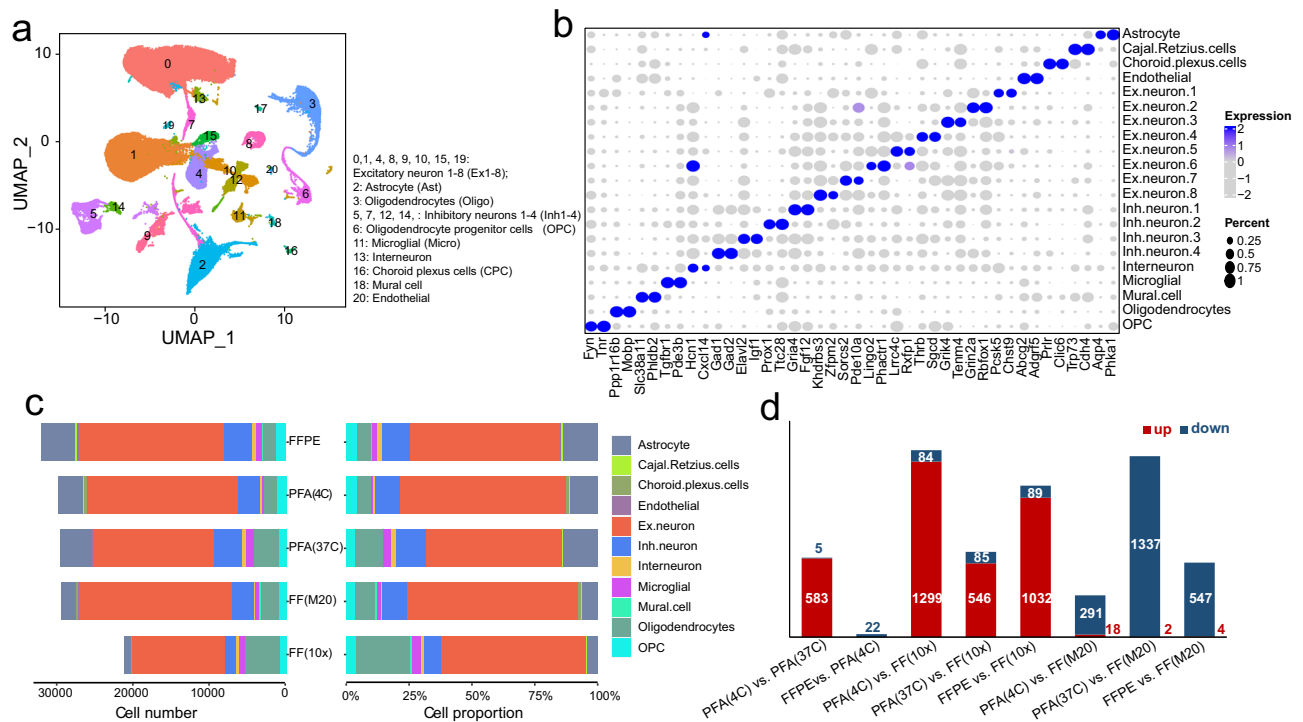 a
10
0
−10
UMAP_2
−10
0
10
UMAP_1
0
13
17
3
7
19
15
8
1
4
10
12
20
6
5
14
11
18
9
16
2
0,1, 4, 8, 9, 10, 15, 19:
Excitatory neuron 1-8 (Ex1-8);
2: Astrocyte (Ast)
3: Oligodendrocytes (Oligo)
5, 7, 12, 14, : Inhibitory neurons 1-4 (Inh1-4)
6: Oligodendrocyte progenitor cells (OPC)
11: Microglial (Micro)
13: Interneuron
16: Choroid plexus cells (CPC)
18: Mural cell
20: Endothelial
b
Astrocyte
Cajal.Retzius.cells
Choroid.plexus.cells
Endothelial
Ex.neuron.1
Ex.neuron.2
Ex.neuron.3
Ex.neuron.4
Ex.neuron.5
Ex.neuron.6
Ex.neuron.7
Ex.neuron.8
Inh.neuron.1
Inh.neuron.2
Inh.neuron.3
Inh.neuron.4
Interneuron
Microglial
Mural.cell
Oligodendrocytes
OPC
Fyn
Tnr
Ppp1r16b
Mobp
Slc38a11
Phldb2
Tgfbr1
Pde3b
Hcn1
Cxcl14
Gad1
Gad2
Elavl2
Igf1
Prox1
Ttc28
Gria4
Fgf12
Khdrbs3
Zfpm2
Sorcs2
Pde10a
Lingo2
Phactr1
Lrrc4c
Rxfp1
Thrb
Sgcd
Grik4
Tenm4
Grin2a
Rbfox1
Pcsk5
Chst9
Abcg2
Adgrf5
Prlr
Clic6
Trp73
Cdh4
Aqp4
Phka1
Expression
2
1
0
−1
−2
Percent
0.25
0.5
0.75
1
c
FFPE
PFA(4C)
PFA(37C)
FF(M20)
FF(10x)
30000
20000
10000
0
Cell number
0%
25%
50%
75%
100%
Cell proportion
Astrocyte
Cajal.Retzius.cells
Choroid.plexus.cells
Endothelial
Ex.neuron
Inh.neuron
Interneuron
Microglial
Mural.cell
Oligodendrocytes
OPC
d
up
down
5
583
22
84
1299
85
546
89
1032
291
18
1337
2
547
4
PFA(4C) vs. PFA(37C)
FFPEvs. PFA(4C)
PFA(4C) vs. FF(10x)
PFA(37C) vs. FF(10x)
FFPE vs. FF(10x)
PFA(4C) vs. FF(M20)
PFA(37C) vs. FF(M20)
FFPE vs. FF(M20)